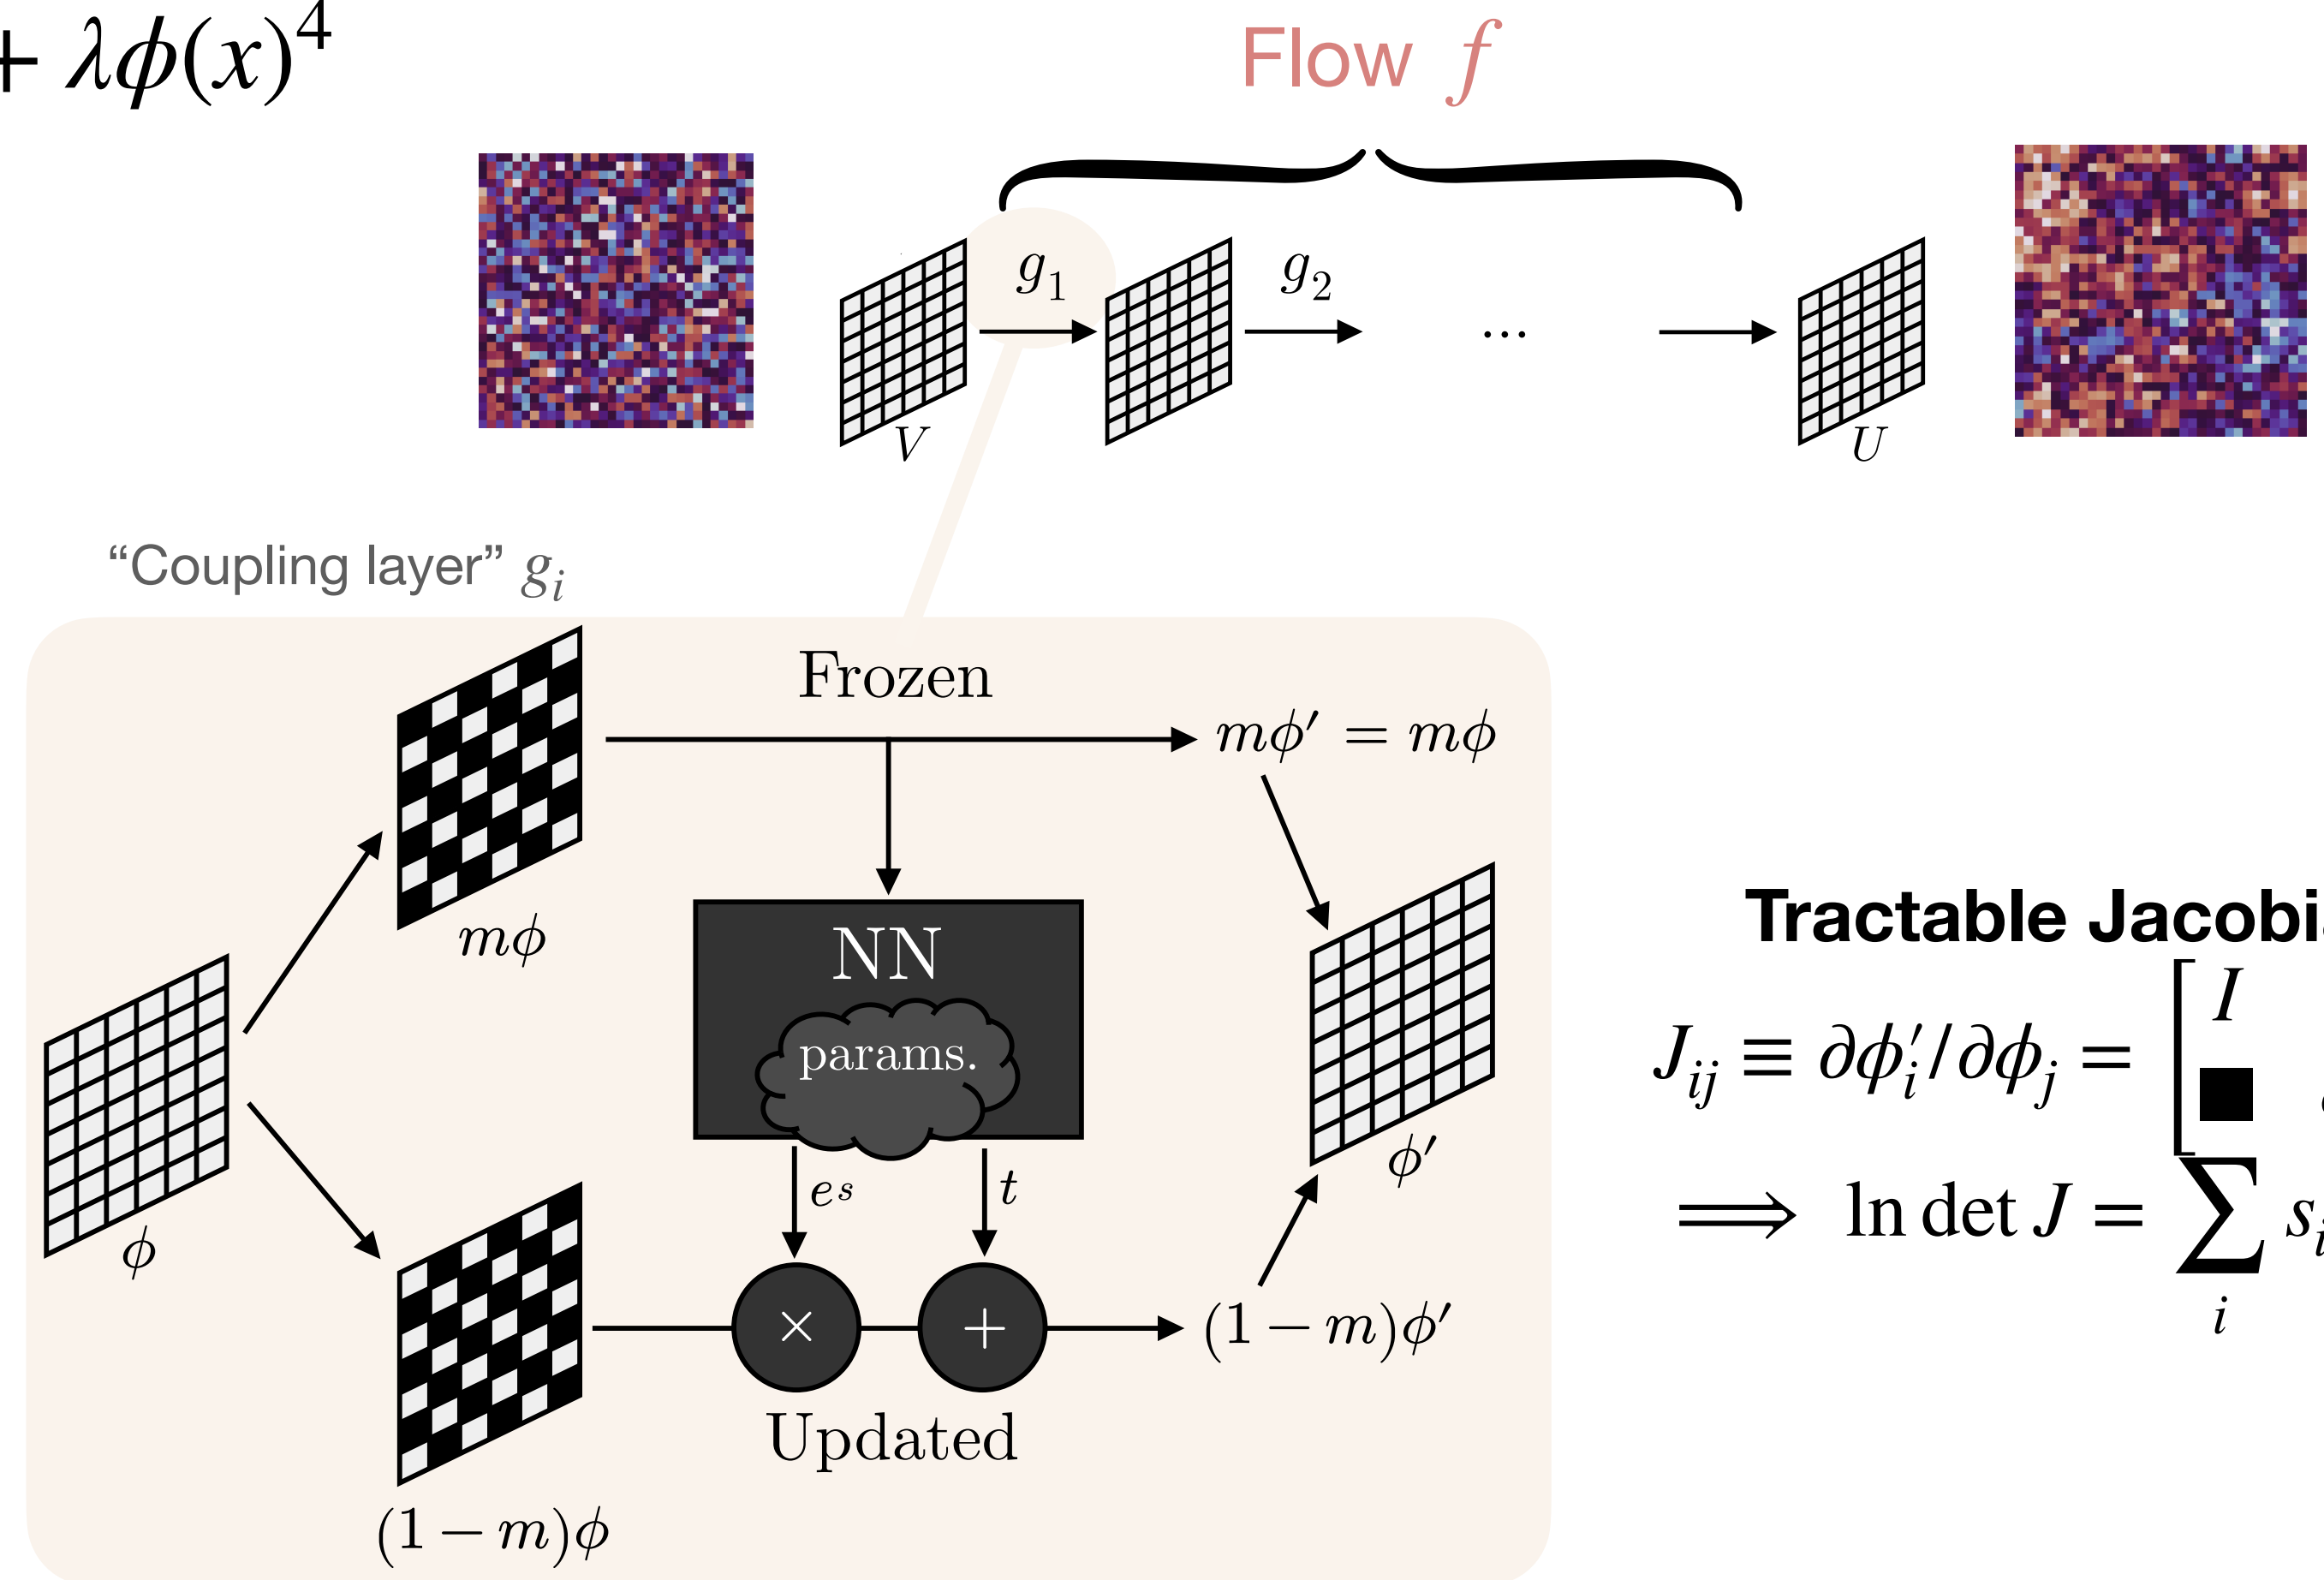 + λϕ(x)⁴
Flow f
g₁
g₂
...
V
U
“Coupling layer” gᵢ
Frozen
mϕ′ = mϕ
mϕ
NN
params.
ϕ
eˢ
t
ϕ′
×
+
(1 − m)ϕ′
Updated
(1 − m)ϕ
Tractable Jacobi
Jᵢⱼ ≡ ∂ϕ′ᵢ/∂ϕⱼ = [ I
⟹ ln det J = ∑ᵢ sᵢ